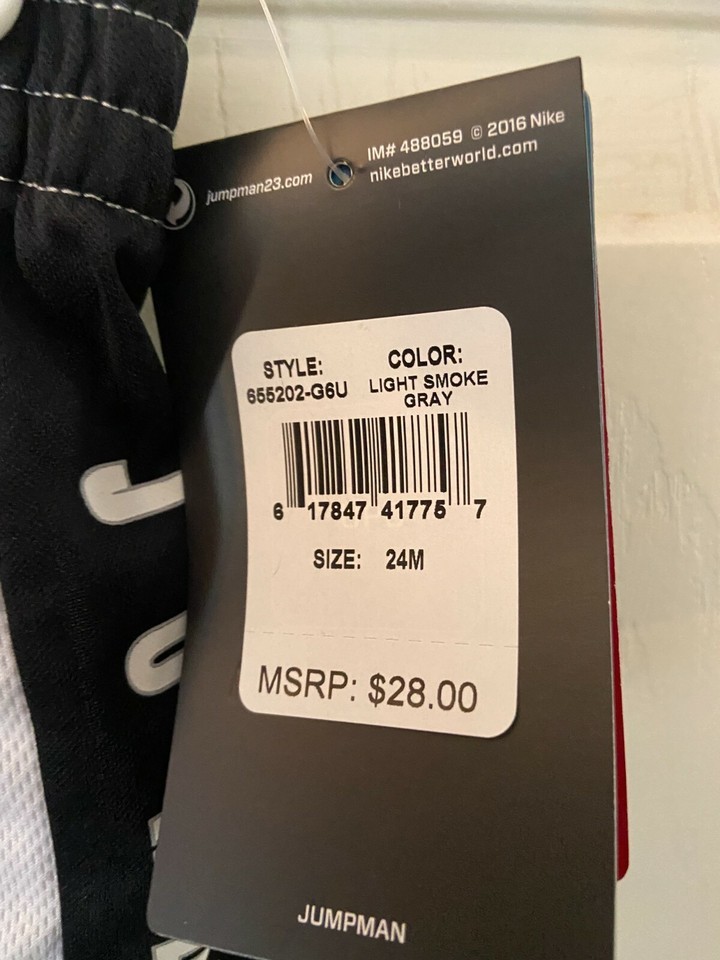 jumpman23.com
IM# 488059 © 2016 Nike
nikebetterworld.com
STYLE:
655202-G6U
COLOR:
LIGHT SMOKE
GRAY
6 17847 41775 7
SIZE: 24M
MSRP: $28.00
JUMPMAN
J